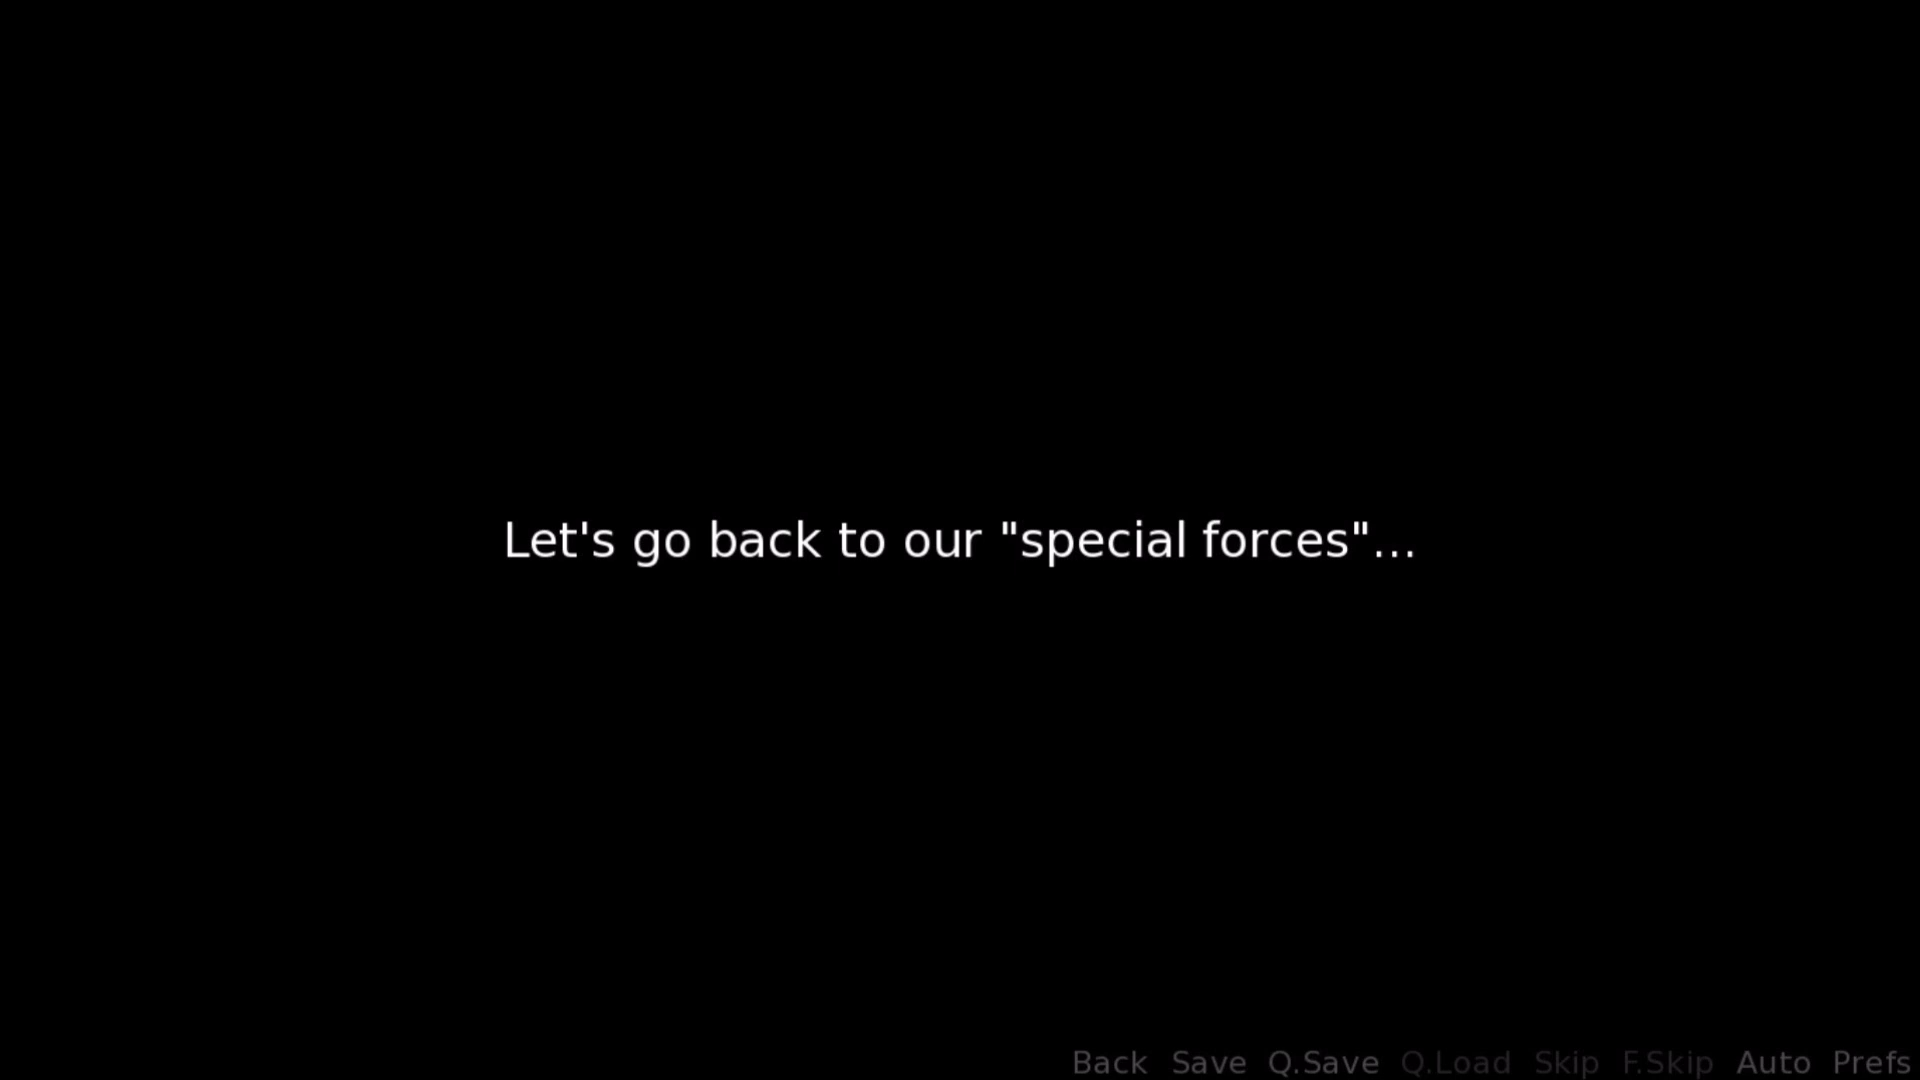 Let's go back to our "special forces"...
Back Save Q.Save Q.Load Skip F.Skip Auto Prefs